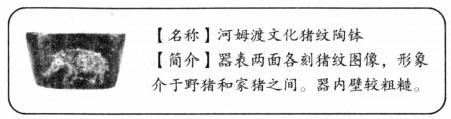 【名称】河姆渡文化猪纹陶钵
【简介】器表两面各刻猪纹图像，形象
介于野猪和家猪之间。器内壁较粗糙。